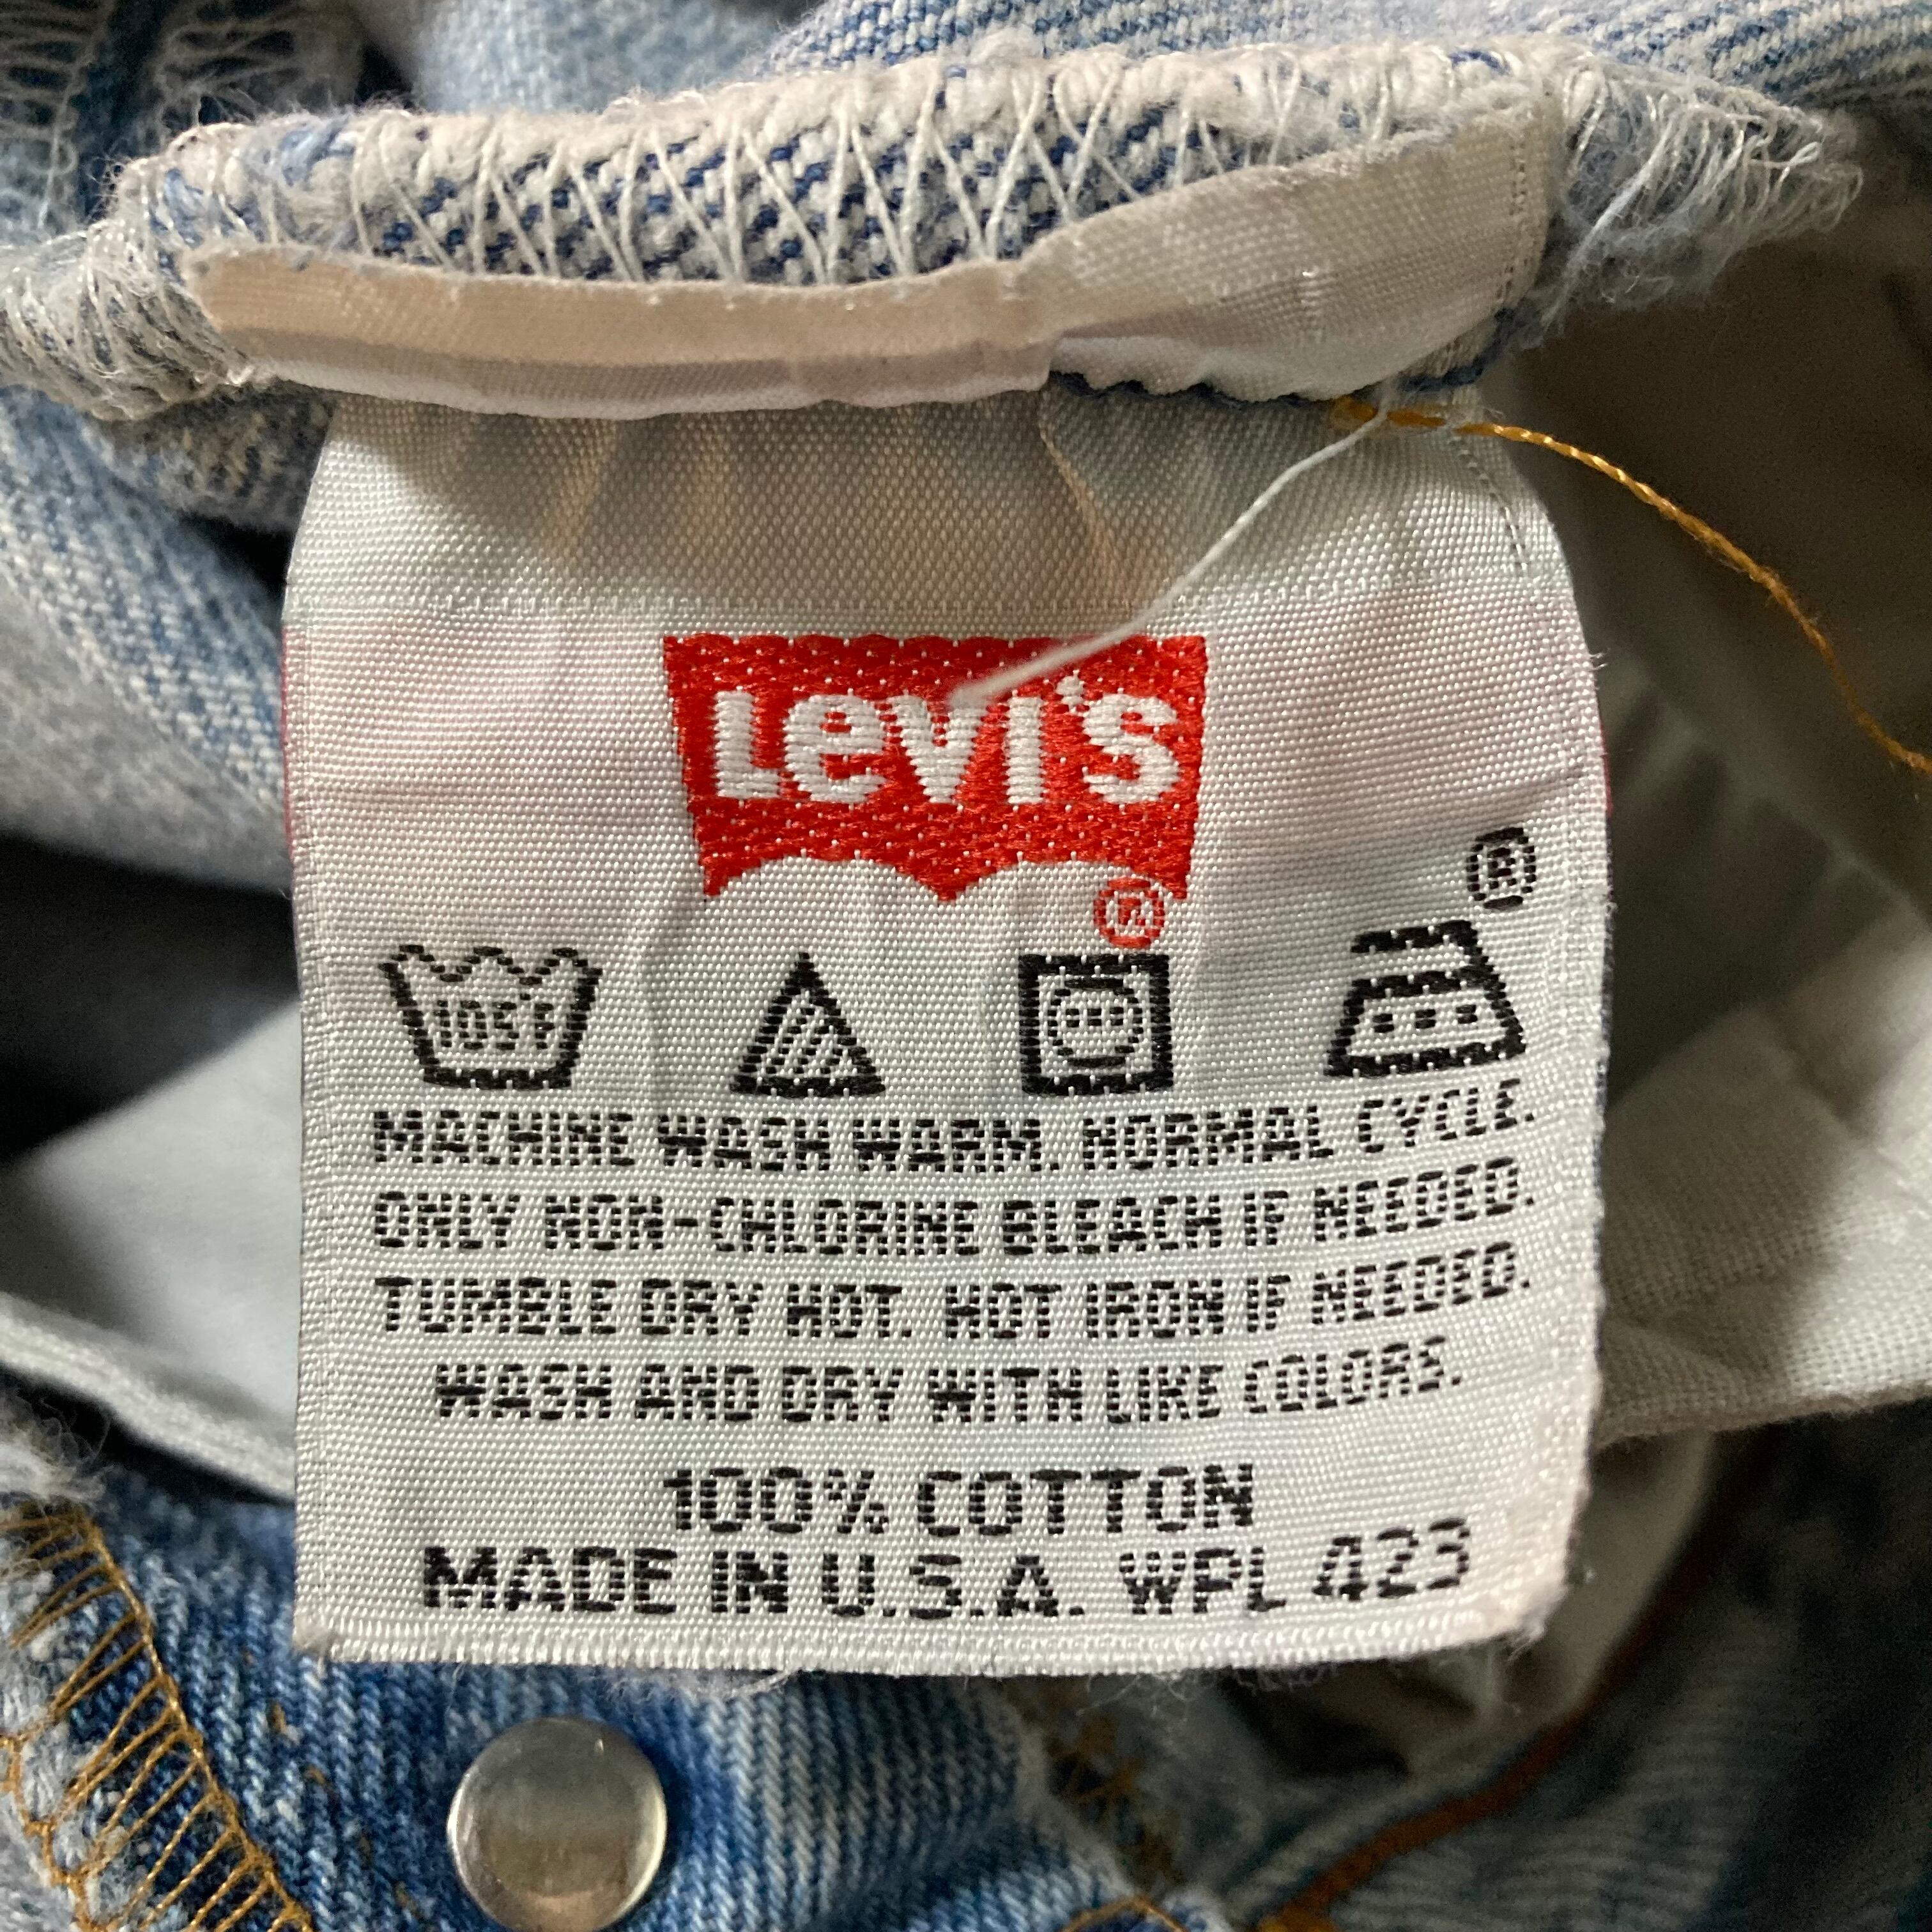 Levi's
®
®
105°F
MACHINE WASH WARM. NORMAL CYCLE.
ONLY NON-CHLORINE BLEACH IF NEEDED.
TUMBLE DRY HOT. HOT IRON IF NEEDED.
WASH AND DRY WITH LIKE COLORS.
100% COTTON
MADE IN U.S.A. WPL 423